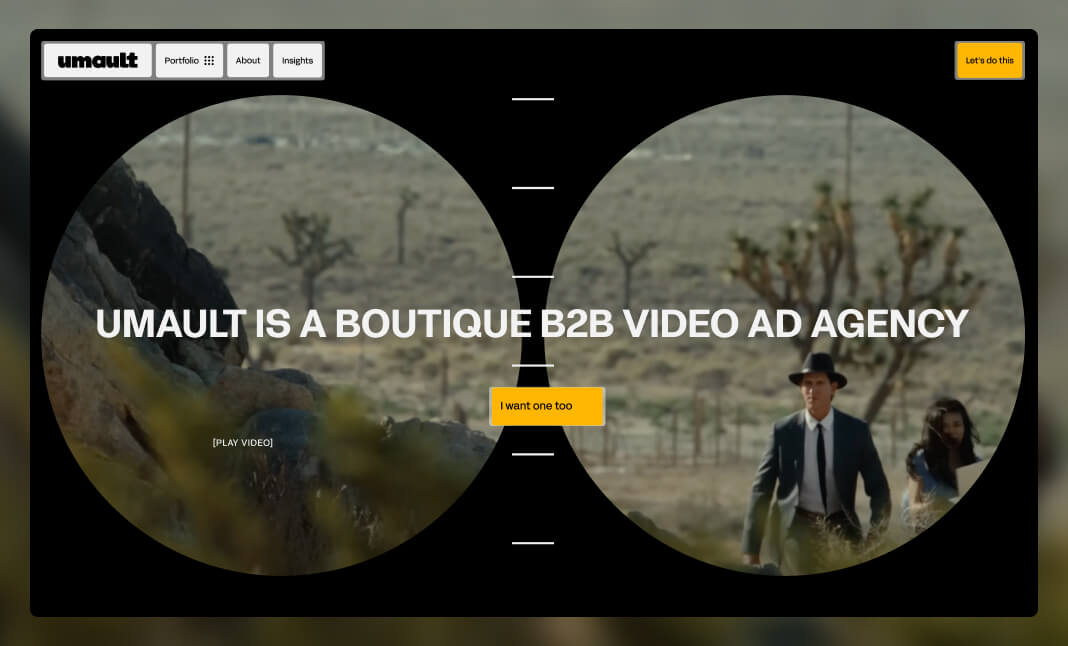 umault
Portfolio
About
Insights
Let's do this
UMAULT IS A BOUTIQUE B2B VIDEO AD AGENCY
I want one too
[PLAY VIDEO]